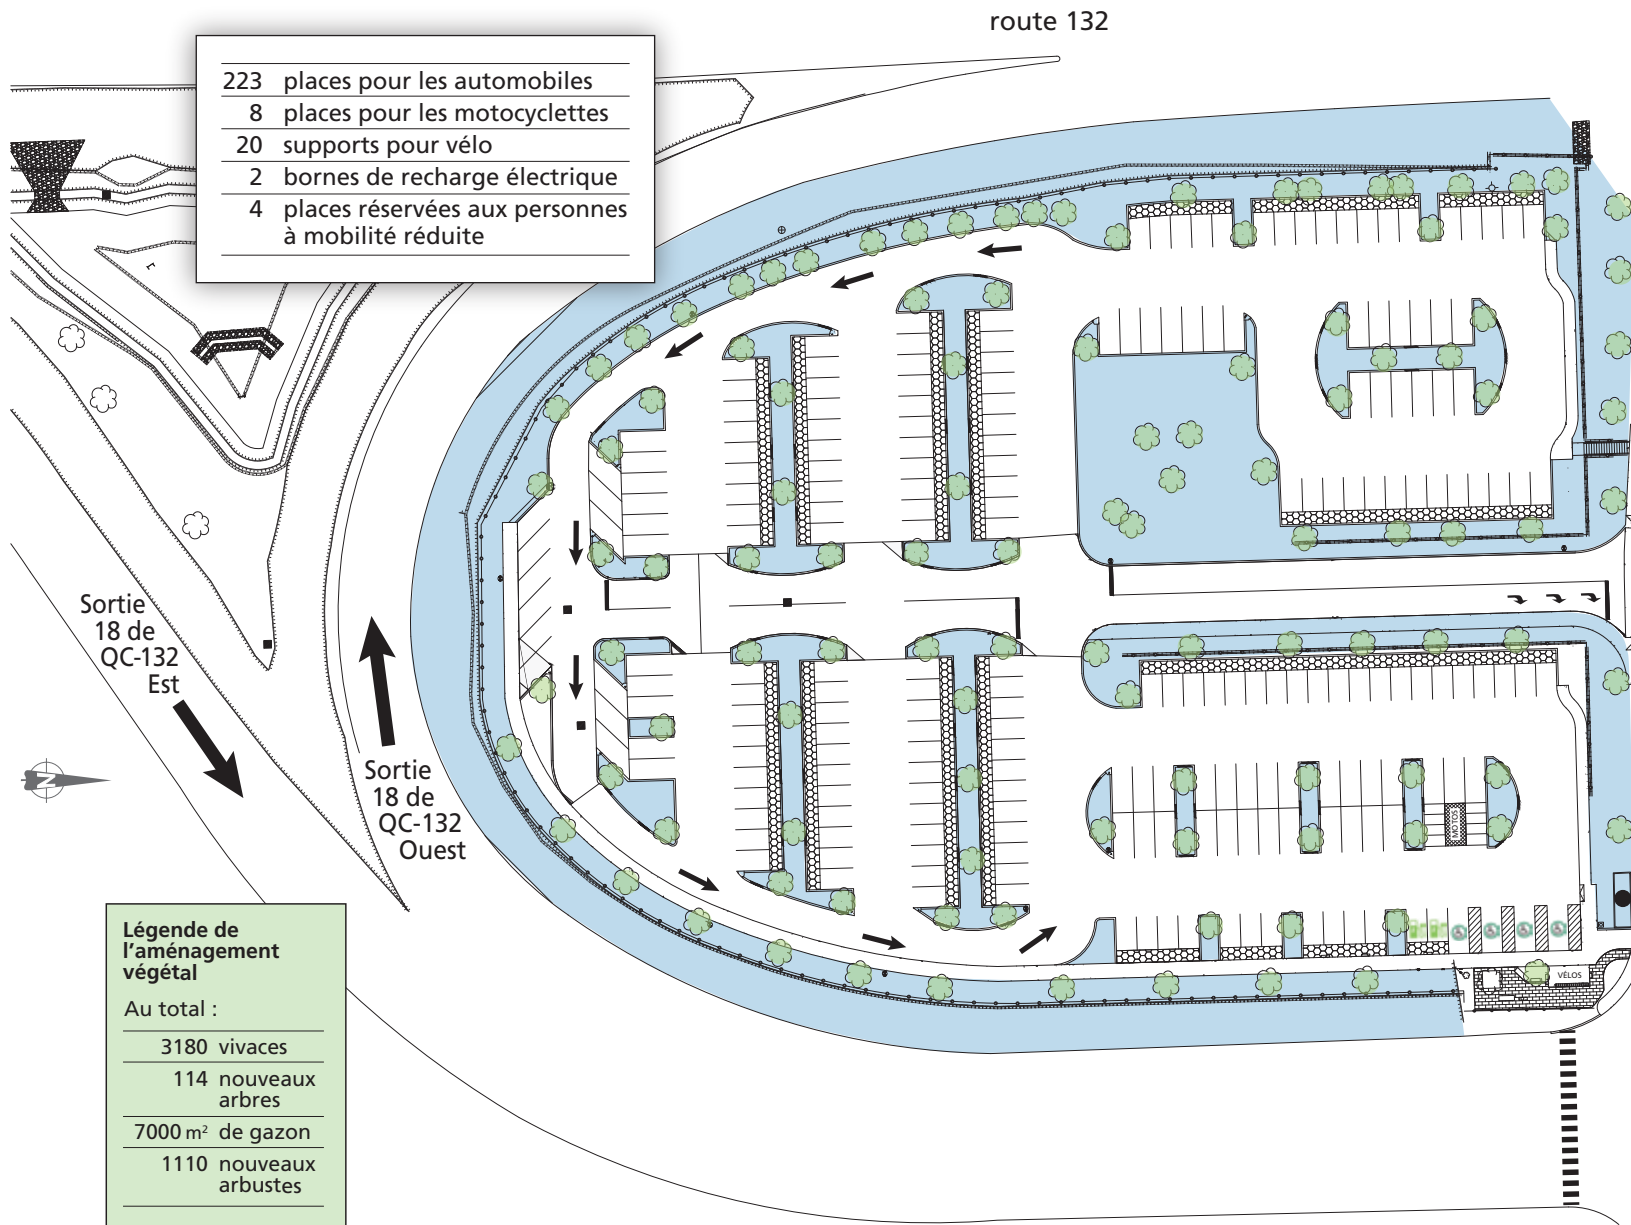 route 132
223 places pour les automobiles
8 places pour les motocyclettes
20 supports pour vélo
2 bornes de recharge électrique
4 places réservées aux personnes
à mobilité réduite
Sortie
18 de
QC-132
Est
Sortie
18 de
QC-132
Ouest
N
MOTOS
VÉLOS
Légende de
l'aménagement
végétal
Au total :
3180 vivaces
114 nouveaux
arbres
7000 m² de gazon
1110 nouveaux
arbustes